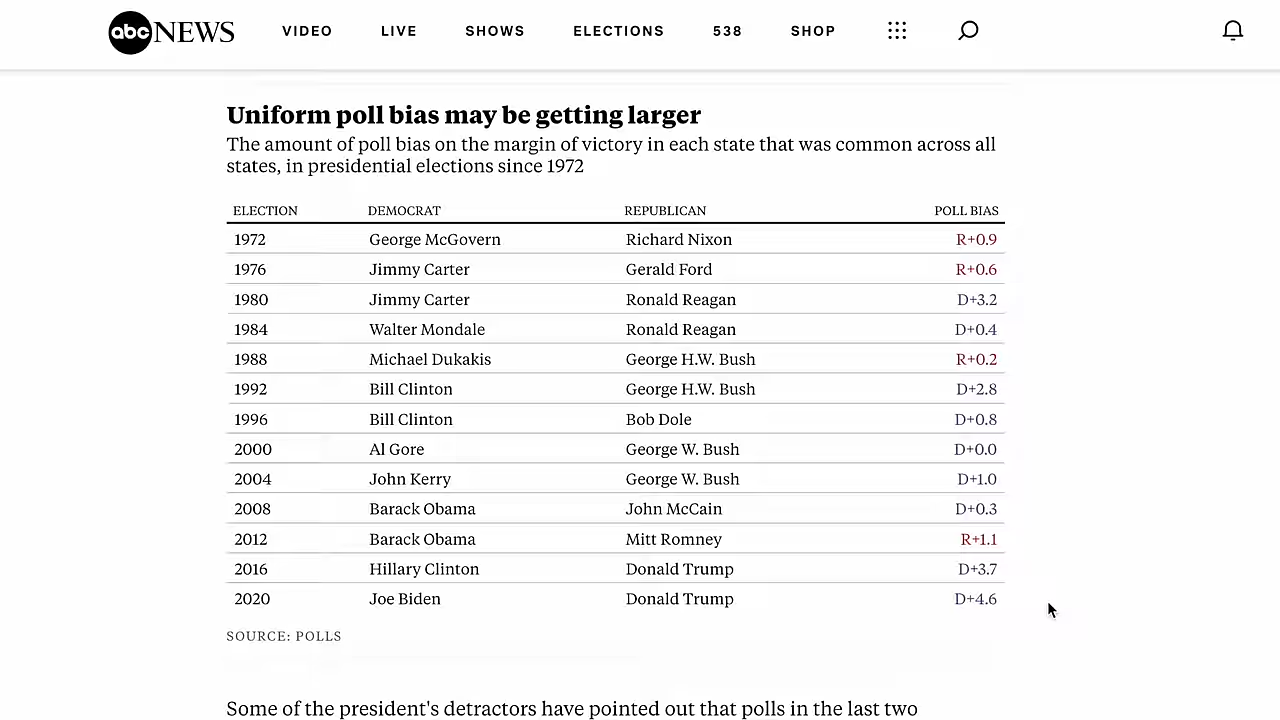 abc NEWS VIDEO LIVE SHOWS ELECTIONS 538 SHOP
Uniform poll bias may be getting larger
The amount of poll bias on the margin of victory in each state that was common across all
states, in presidential elections since 1972
ELECTION DEMOCRAT REPUBLICAN POLL BIAS
1972 George McGovern Richard Nixon R+0.9
1976 Jimmy Carter Gerald Ford R+0.6
1980 Jimmy Carter Ronald Reagan D+3.2
1984 Walter Mondale Ronald Reagan D+0.4
1988 Michael Dukakis George H.W. Bush R+0.2
1992 Bill Clinton George H.W. Bush D+2.8
1996 Bill Clinton Bob Dole D+0.8
2000 Al Gore George W. Bush D+0.0
2004 John Kerry George W. Bush D+1.0
2008 Barack Obama John McCain D+0.3
2012 Barack Obama Mitt Romney R+1.1
2016 Hillary Clinton Donald Trump D+3.7
2020 Joe Biden Donald Trump D+4.6
SOURCE: POLLS
Some of the president's detractors have pointed out that polls in the last two